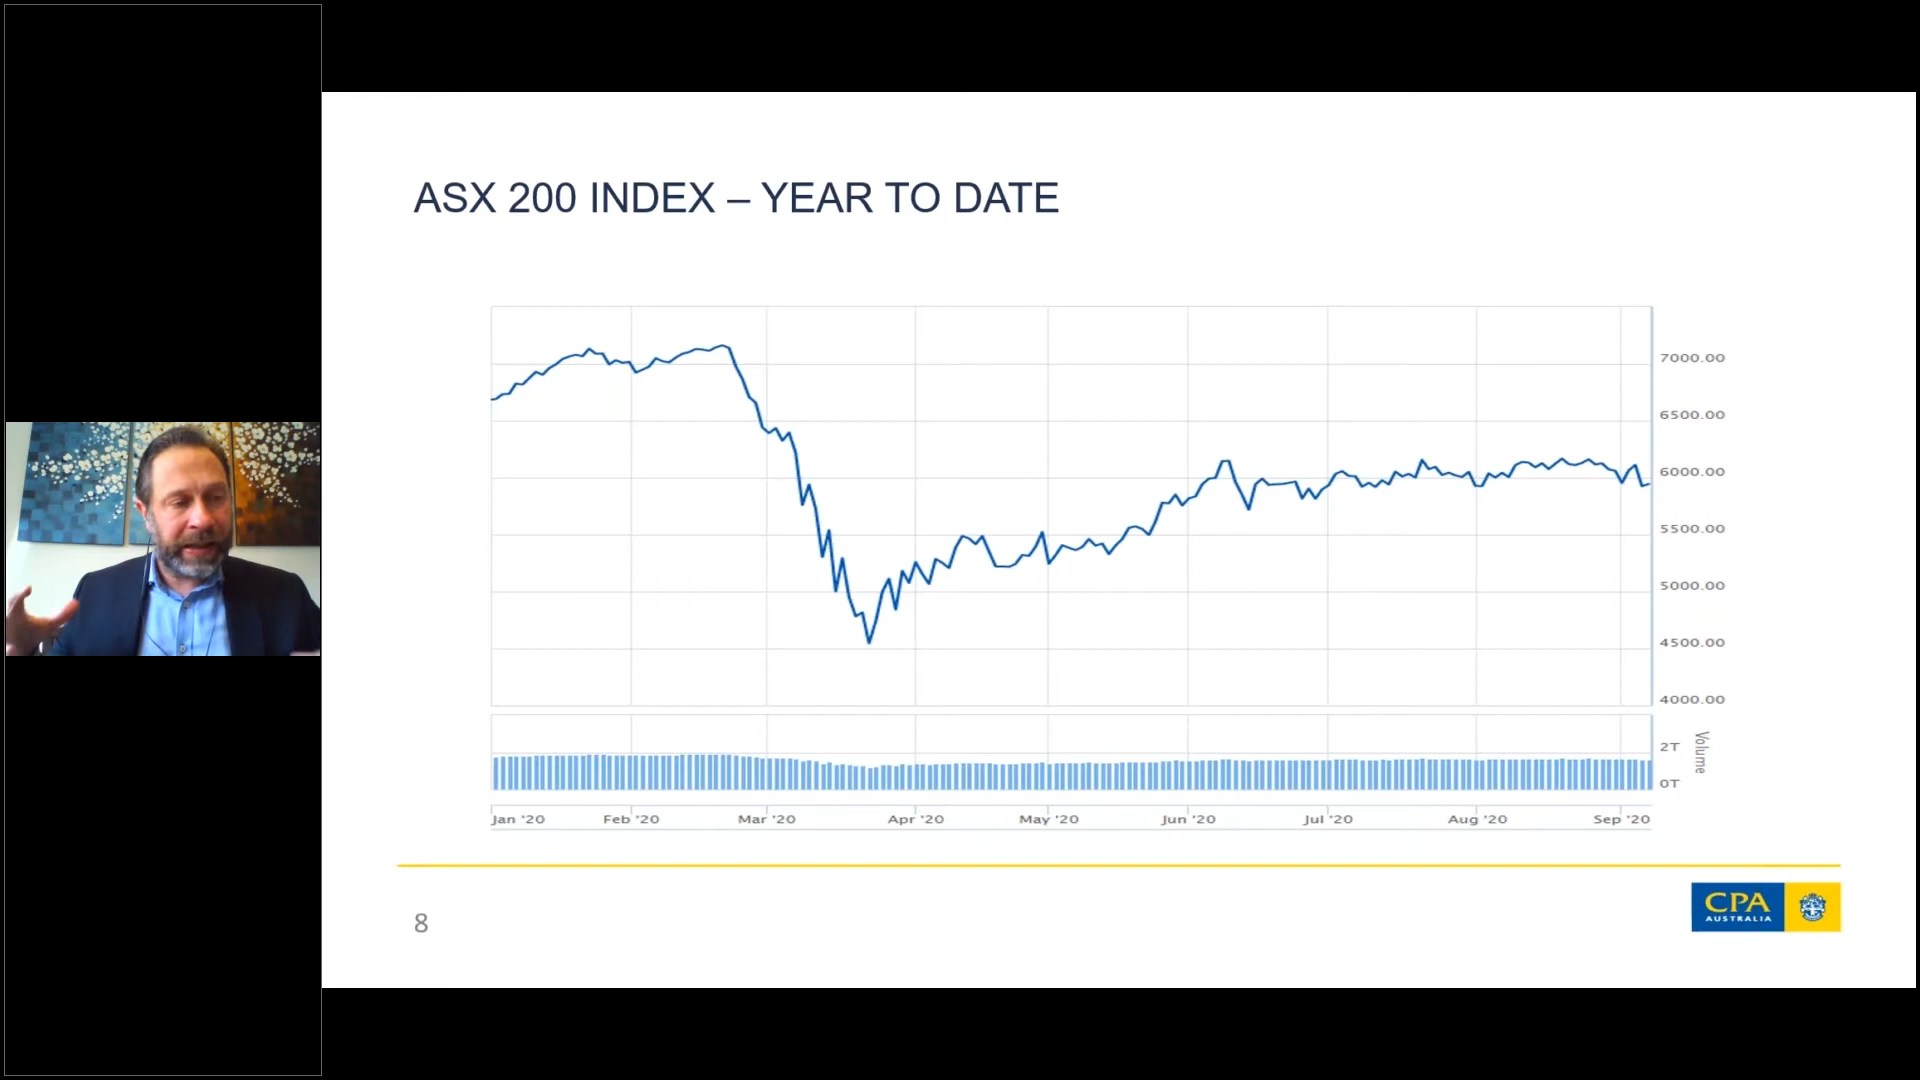 ASX 200 INDEX – YEAR TO DATE
7000.00
6500.00
6000.00
5500.00
5000.00
4500.00
4000.00
2T
0T
Volume
Jan '20 Feb '20 Mar '20 Apr '20 May '20 Jun '20 Jul '20 Aug '20 Sep '20
8
CPA
AUSTRALIA